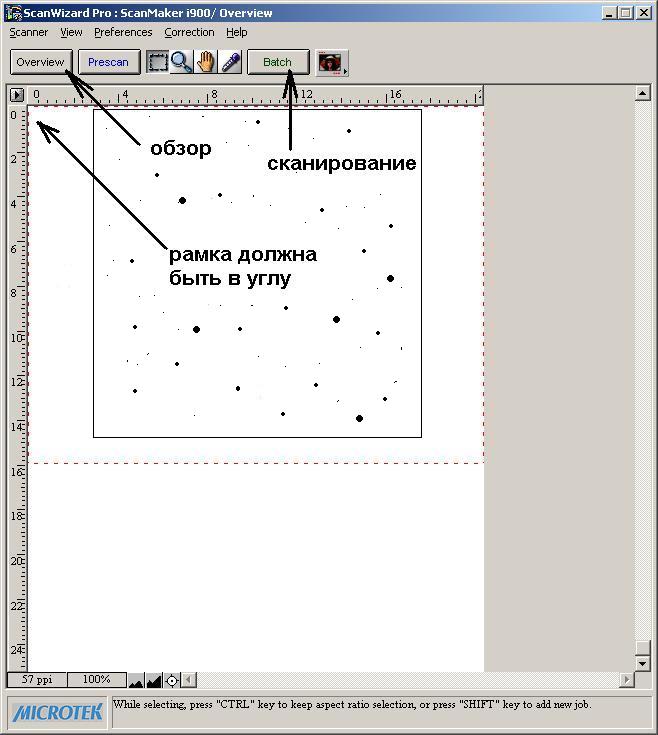 ScanWizard Pro : ScanMaker i900/ Overview
Scanner View Preferences Correction Help
Overview Prescan Batch
0 4 8 12 16
0
2
4
6
8
10
12
14
16
18
20
22
24
обзор
сканирование
рамка должна
быть в углу
57 ppi 100%
MICROTEK
While selecting, press "CTRL" key to keep aspect ratio selection, or press "SHIFT" key to add new job.